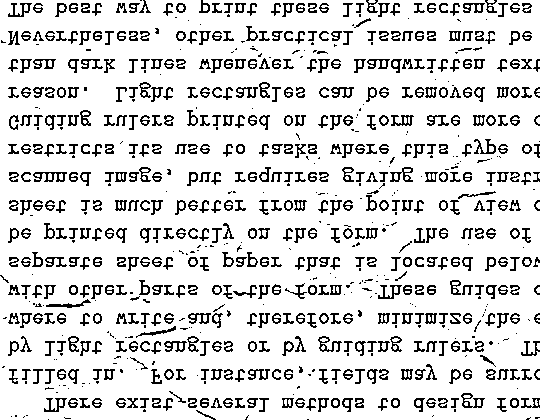 There exist several methods to design form
filled in. For instance, fields may be surro
by light rectangles or by guiding rulers. Th
where to write and, therefore, minimize the e
with other parts of the form. These guides c
separate sheet of paper that is located below
be printed directly on the form. The use of
sheet is much better from the point of view o
scanned image, but requires giving more instr
restricts its use to tasks where this type of
Guiding rulers printed on the form are more c
reason. Light rectangles can be removed more
than dark lines whenever the handwritten text
Nevertheless, other practical issues must be
The best way to print these light rectangles